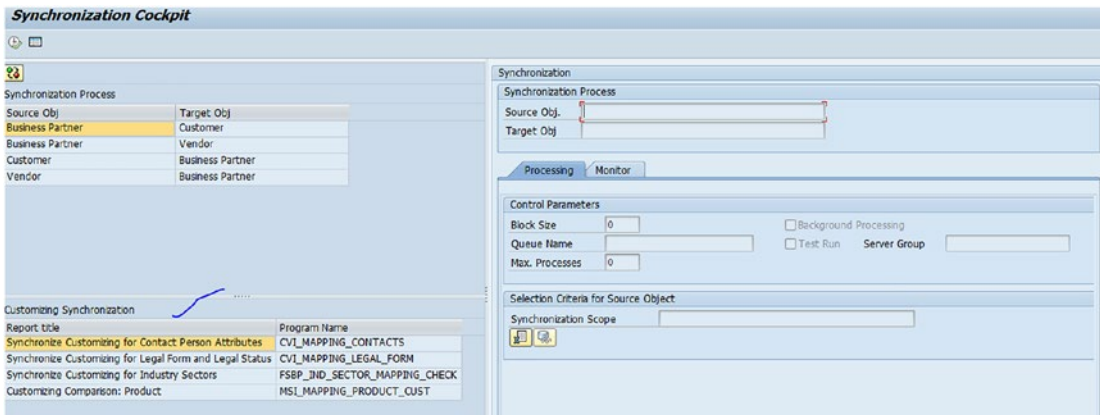 Synchronization Cockpit
Synchronization Process
Source Obj Target Obj
Business Partner Customer
Business Partner Vendor
Customer Business Partner
Vendor Business Partner
Customizing Synchronization
Report title Program Name
Synchronize Customizing for Contact Person Attributes CVI_MAPPING_CONTACTS
Synchronize Customizing for Legal Form and Legal Status CVI_MAPPING_LEGAL_FORM
Synchronize Customizing for Industry Sectors FSBP_IND_SECTOR_MAPPING_CHECK
Customizing Comparison: Product MSI_MAPPING_PRODUCT_CUST
Synchronization
Synchronization Process
Source Obj.
Target Obj
Processing Monitor
Control Parameters
Block Size 0 Background Processing
Queue Name Test Run Server Group
Max. Processes 0
Selection Criteria for Source Object
Synchronization Scope